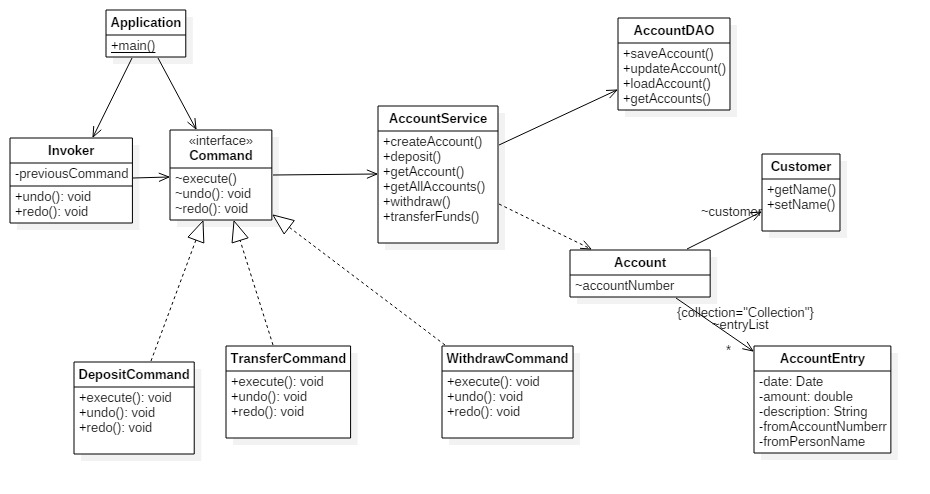 Application
+main()
AccountDAO
+saveAccount()
+updateAccount()
+loadAccount()
+getAccounts()
AccountService
+createAccount()
+deposit()
+getAccount()
+getAllAccounts()
+withdraw()
+transferFunds()
Invoker
-previousCommand
+undo(): void
+redo(): void
«interface»
Command
~execute()
~undo(): void
~redo(): void
Customer
+getName()
+setName()
~customer
Account
~accountNumber
{collection="Collection"}
~entryList
*
DepositCommand
+execute(): void
+undo(): void
+redo(): void
TransferCommand
+execute(): void
+undo(): void
+redo(): void
WithdrawCommand
+execute(): void
+undo(): void
+redo(): void
AccountEntry
-date: Date
-amount: double
-description: String
-fromAccountNumberr
-fromPersonName